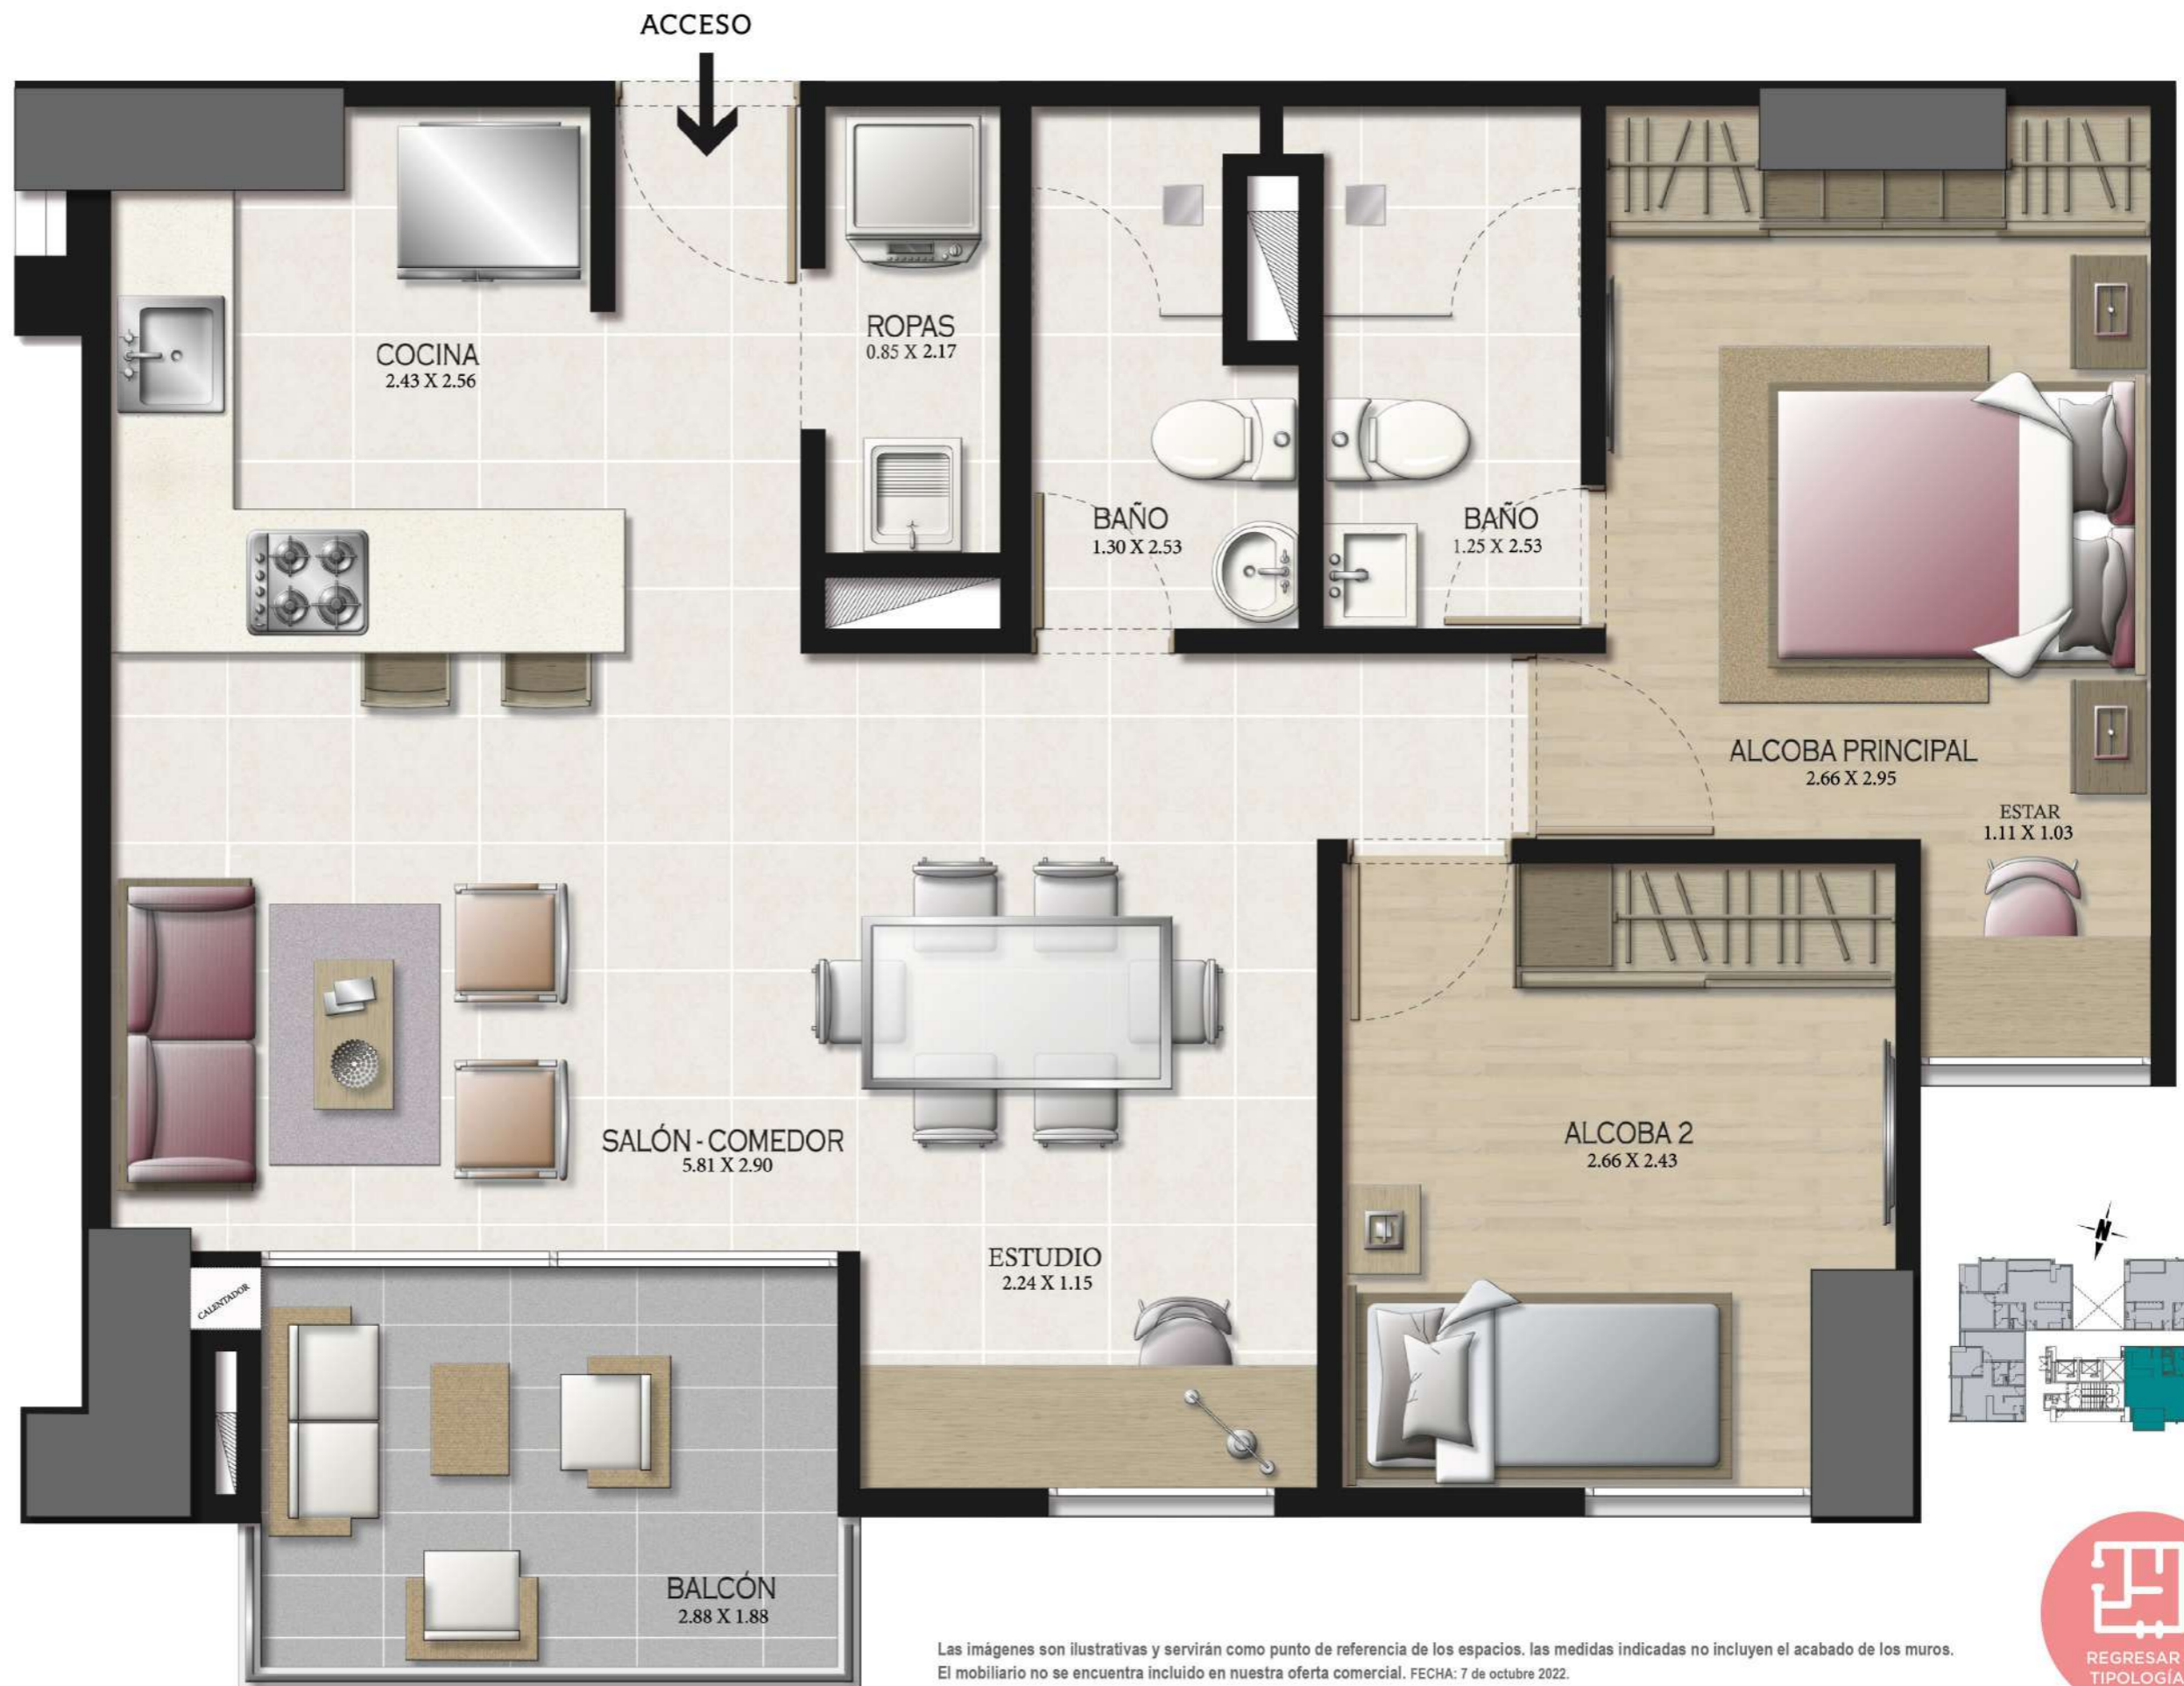 ACCESO
COCINA
2.43 X 2.56
ROPAS
0.85 X 2.17
BAÑO
1.30 X 2.53
BAÑO
1.25 X 2.53
ALCOBA PRINCIPAL
2.66 X 2.95
ESTAR
1.11 X 1.03
SALÓN - COMEDOR
5.81 X 2.90
ALCOBA 2
2.66 X 2.43
ESTUDIO
2.24 X 1.15
CALENTADOR
N
BALCÓN
2.88 X 1.88
Las imágenes son ilustrativas y servirán como punto de referencia de los espacios. las medidas indicadas no incluyen el acabado de los muros.
El mobiliario no se encuentra incluido en nuestra oferta comercial. FECHA: 7 de octubre 2022.
REGRESAR
TIPOLOGÍA